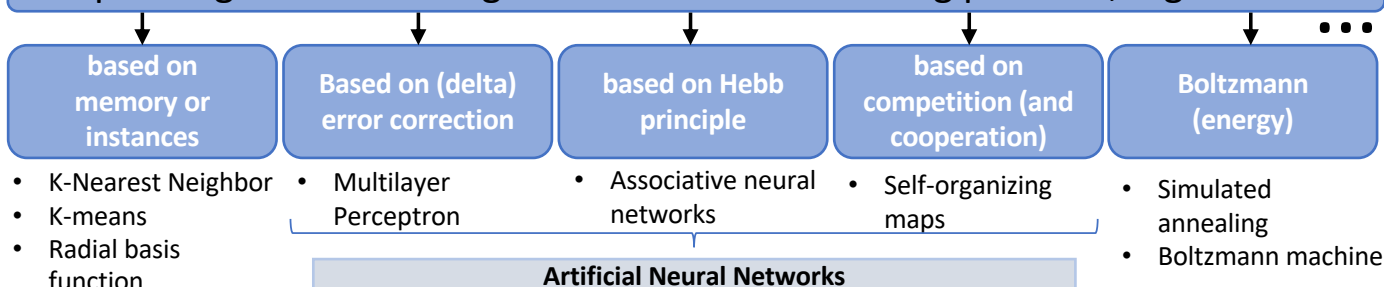 ...
based on
memory or
instances
Based on (delta)
error correction
based on Hebb
principle
based on
competition (and
cooperation)
Boltzmann
(energy)
• K-Nearest Neighbor
• K-means
• Radial basis
function
• Multilayer
Perceptron
• Associative neural
networks
• Self-organizing
maps
• Simulated
annealing
• Boltzmann machine
Artificial Neural Networks